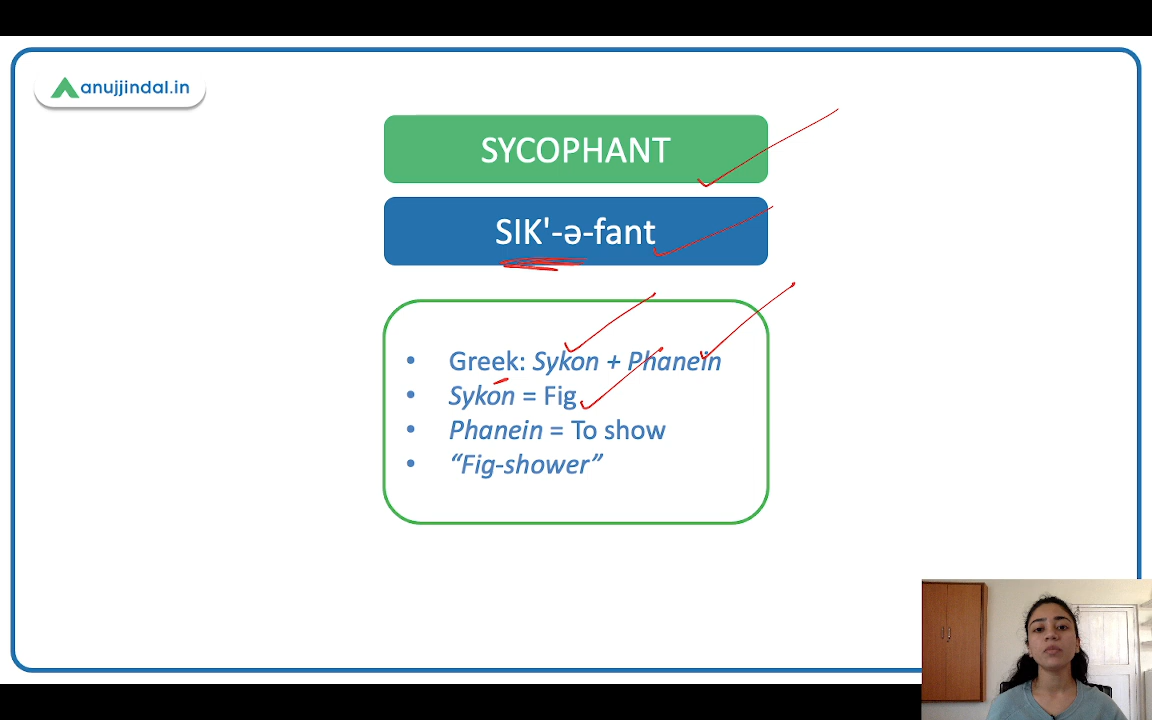 anujjindal.in
SYCOPHANT
SIK'-ə-fant
• Greek: Sykon + Phanein
• Sykon = Fig
• Phanein = To show
• “Fig-shower”